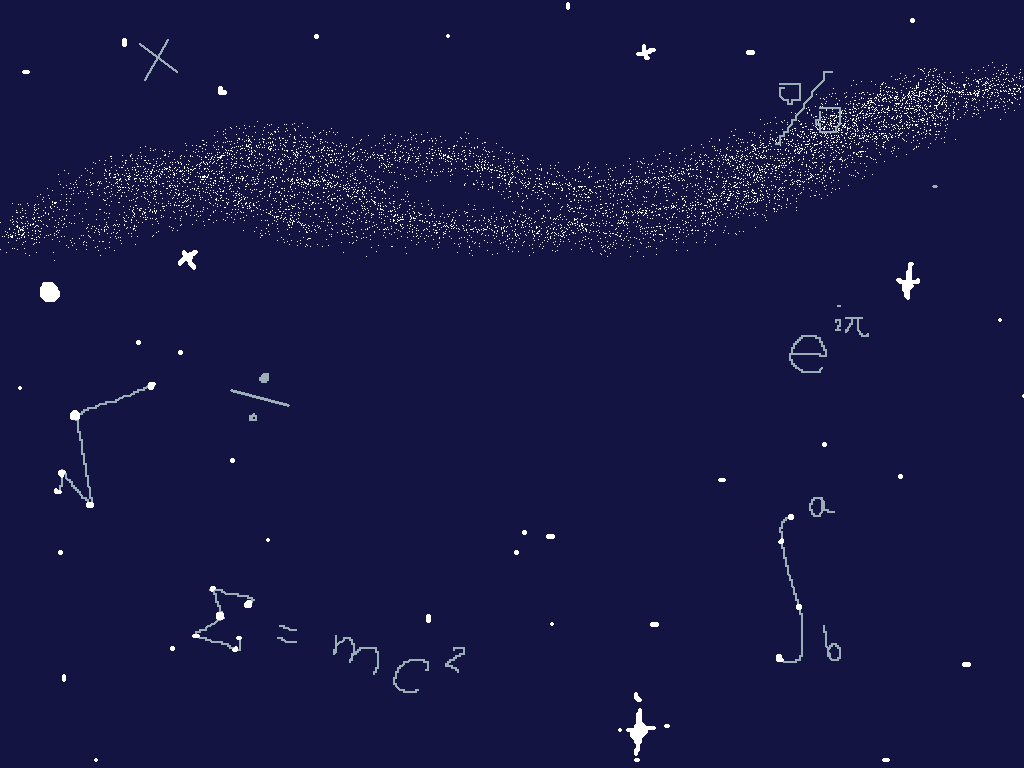 ×
□/□
e^iπ
÷
√
∫ a b
Σ = mc²